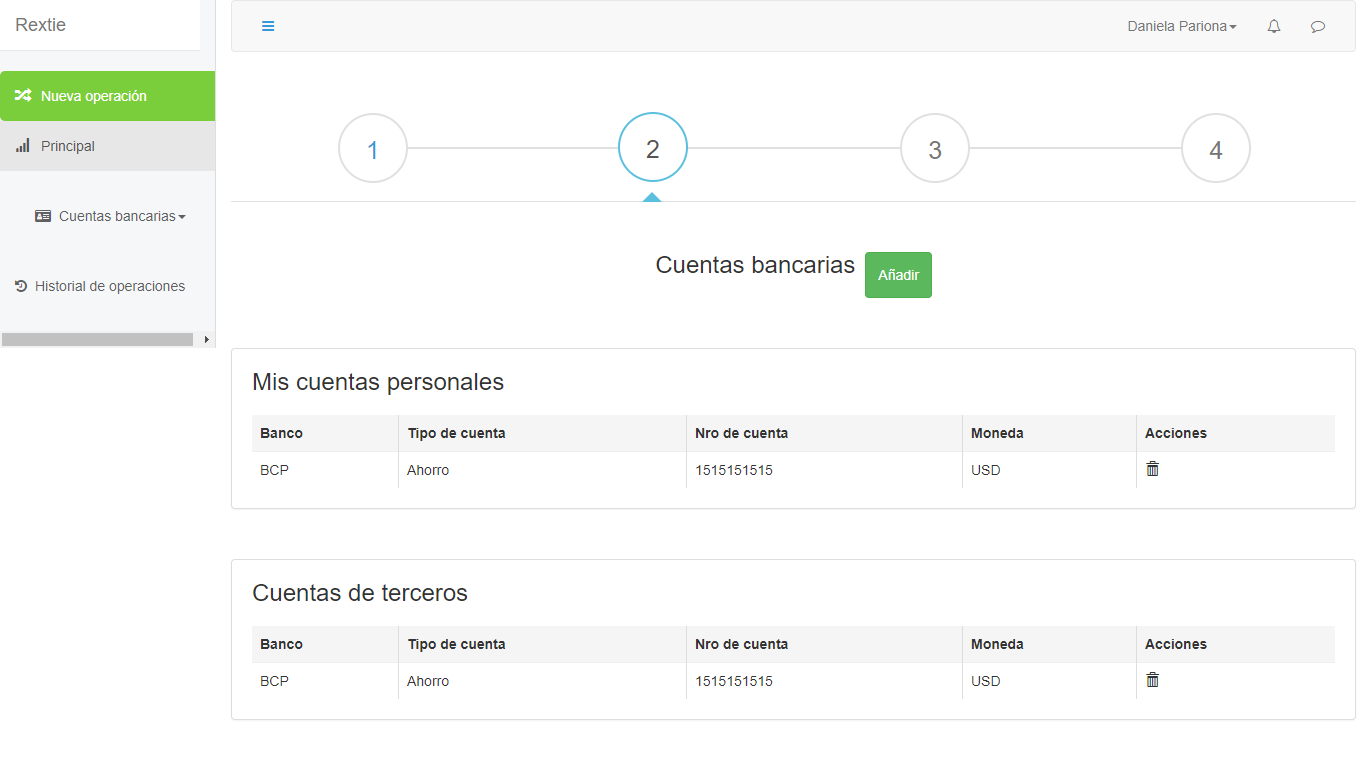 Rextie
Daniela Pariona
Nueva operación
Principal
Cuentas bancarias
Historial de operaciones
1 2 3 4
Cuentas bancarias Añadir
Mis cuentas personales
Banco Tipo de cuenta Nro de cuenta Moneda Acciones
BCP Ahorro 1515151515 USD
Cuentas de terceros
Banco Tipo de cuenta Nro de cuenta Moneda Acciones
BCP Ahorro 1515151515 USD